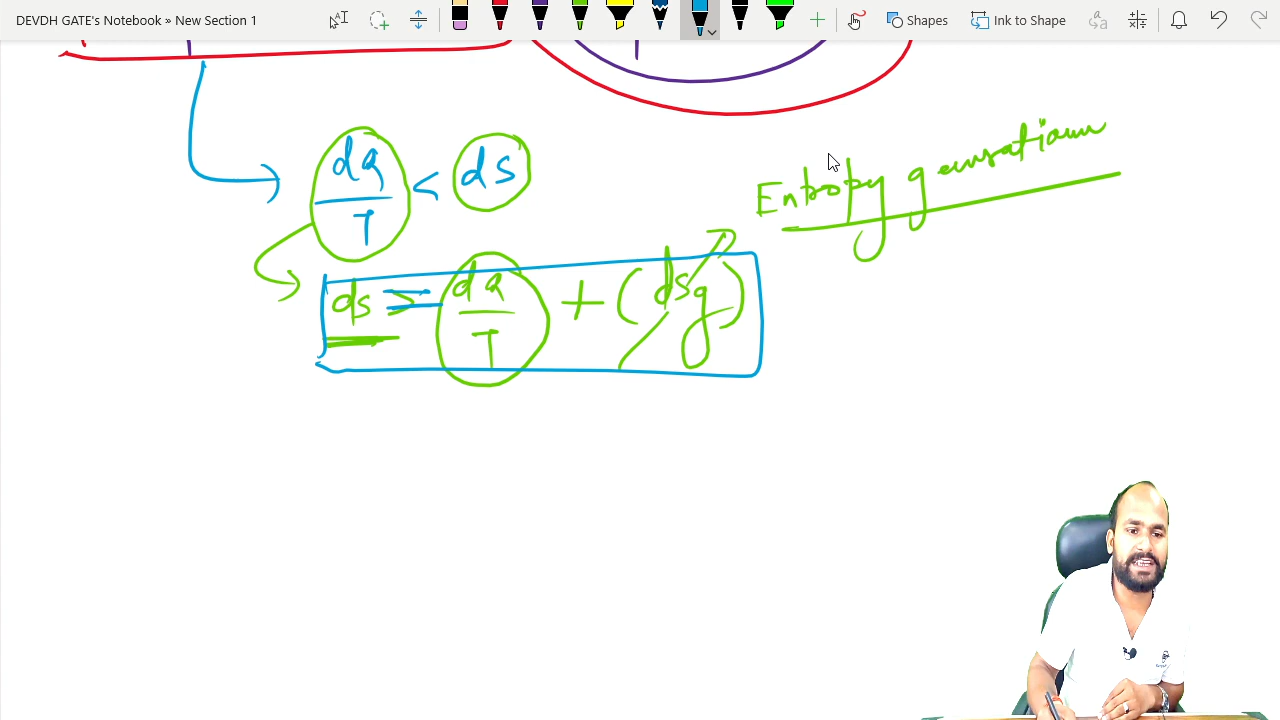 DEVDH GATE's Notebook » New Section 1
Shapes
Ink to Shape
dQ/T < ds
Entropy generation
ds = dQ/T + (dsg)